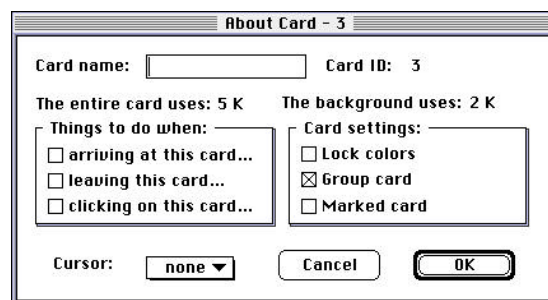 About Card - 3
Card name: Card ID: 3
The entire card uses: 5 K The background uses: 2 K
Things to do when: Card settings:
arriving at this card... Lock colors
leaving this card... Group card
clicking on this card... Marked card
Cursor: none Cancel OK